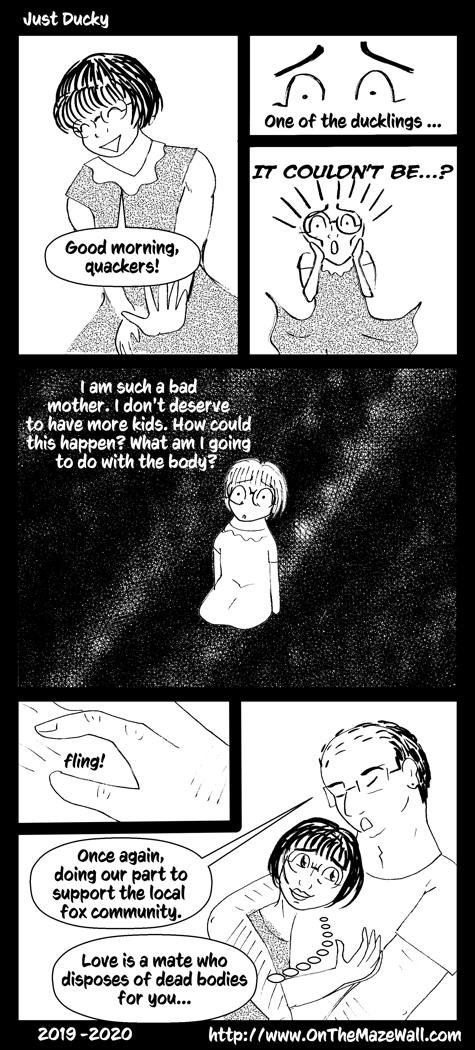 Just Ducky
Good morning,
quackers!
One of the ducklings ...
IT COULDN'T BE...?
I am such a bad
mother. I don't deserve
to have more kids. How could
this happen? What am I going
to do with the body?
fling!
Once again,
doing our part to
support the local
fox community.
Love is a mate who
disposes of dead bodies
for you...
2019 -2020
http://www.OnTheMazeWall.com